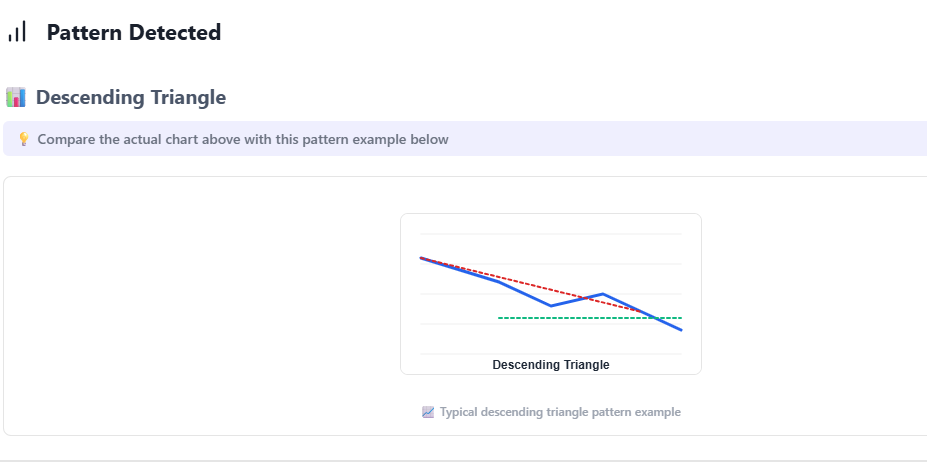 Pattern Detected
Descending Triangle
Compare the actual chart above with this pattern example below
Descending Triangle
Typical descending triangle pattern example